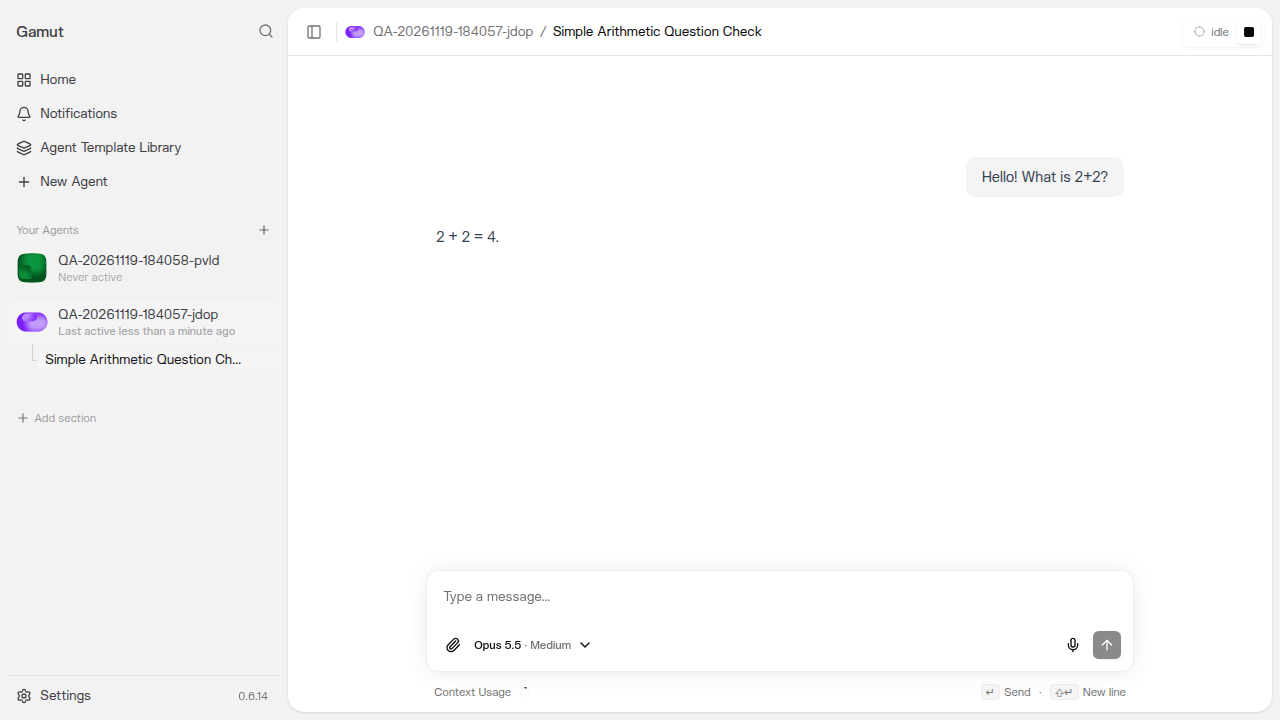 Gamut
Home
Notifications
Agent Template Library
New Agent
Your Agents
QA-20261119-184058-pvld
Never active
QA-20261119-184057-jdop
Last active less than a minute ago
Simple Arithmetic Question Ch...
Add section
Settings
0.6.14
QA-20261119-184057-jdop / Simple Arithmetic Question Check
idle
Hello! What is 2+2?
2 + 2 = 4.
Type a message...
Opus 5.5 · Medium
Context Usage
↵ Send · ⇧↵ New line